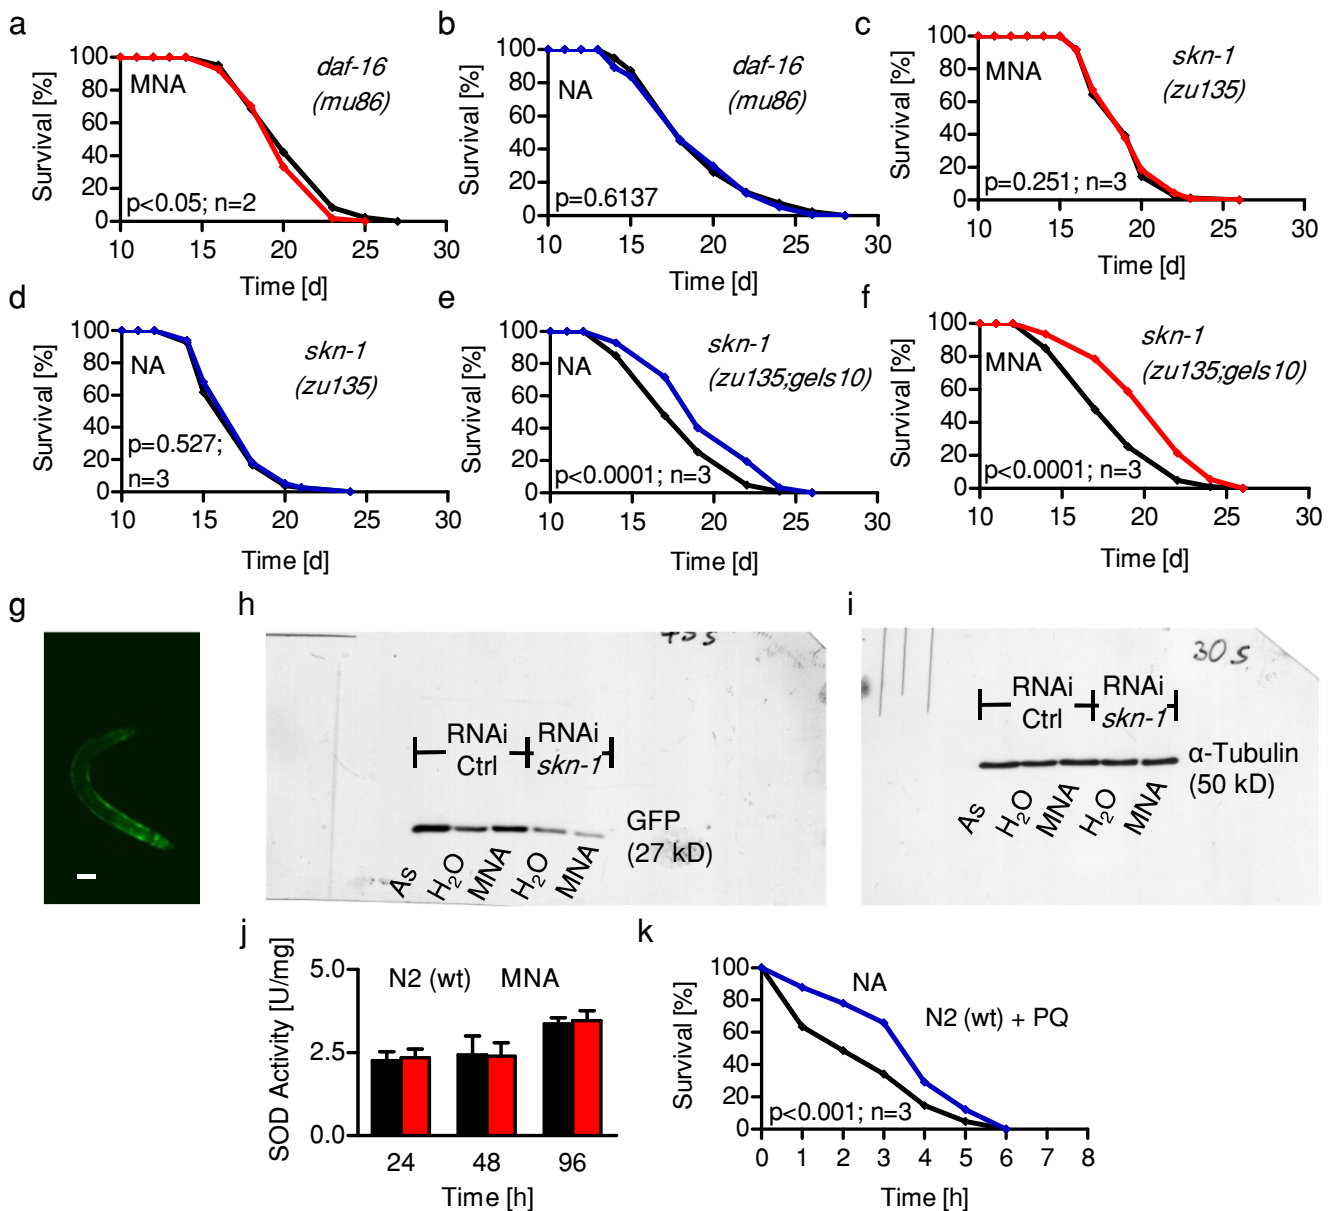 a
100
80
60
40
20
0
Survival [%]
MNA
daf-16
(mu86)
p<0.05; n=2
10 15 20 25 30
Time [d]
b
100
80
60
40
20
0
Survival [%]
NA
daf-16
(mu86)
p=0.6137
10 15 20 25 30
Time [d]
c
100
80
60
40
20
0
Survival [%]
MNA
skn-1
(zu135)
p=0.251; n=3
10 15 20 25 30
Time [d]
d
100
80
60
40
20
0
Survival [%]
NA
skn-1
(zu135)
p=0.527;
n=3
10 15 20 25 30
Time [d]
e
100
80
60
40
20
0
Survival [%]
NA
skn-1
(zu135;gels10)
p<0.0001; n=3
10 15 20 25 30
Time [d]
f
100
80
60
40
20
0
Survival [%]
MNA
skn-1
(zu135;gels10)
p<0.0001; n=3
10 15 20 25 30
Time [d]
g
h
RNAi RNAi
Ctrl skn-1
GFP
(27 kD)
As H₂O MNA H₂O MNA
i
30 s
RNAi RNAi
Ctrl skn-1
α-Tubulin
(50 kD)
As H₂O MNA H₂O MNA
j
5.0
2.5
0.0
SOD Activity [U/mg]
N2 (wt) MNA
24 48 96
Time [h]
k
100
80
60
40
20
0
Survival [%]
NA
N2 (wt) + PQ
p<0.001; n=3
0 1 2 3 4 5 6 7 8
Time [h]